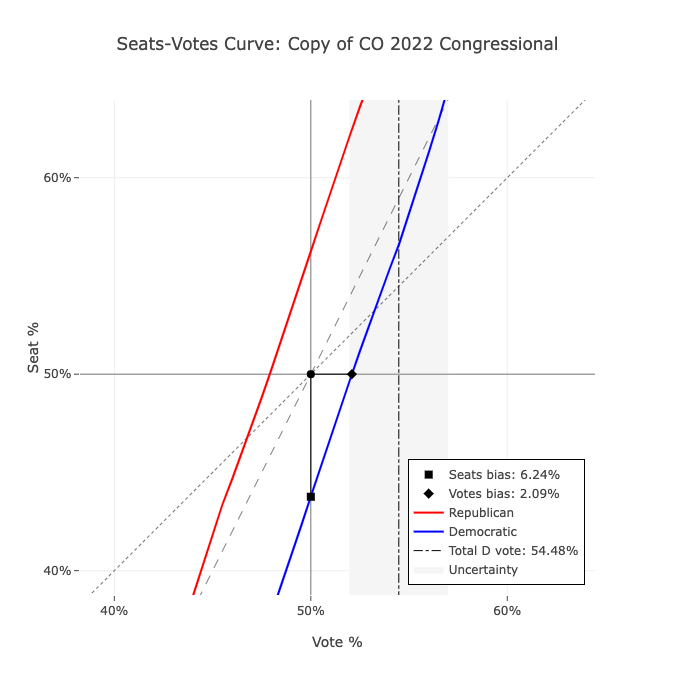 Seats-Votes Curve: Copy of CO 2022 Congressional
60%
50%
40%
Seat %
40%
50%
60%
Vote %
Seats bias: 6.24%
Votes bias: 2.09%
Republican
Democratic
Total D vote: 54.48%
Uncertainty